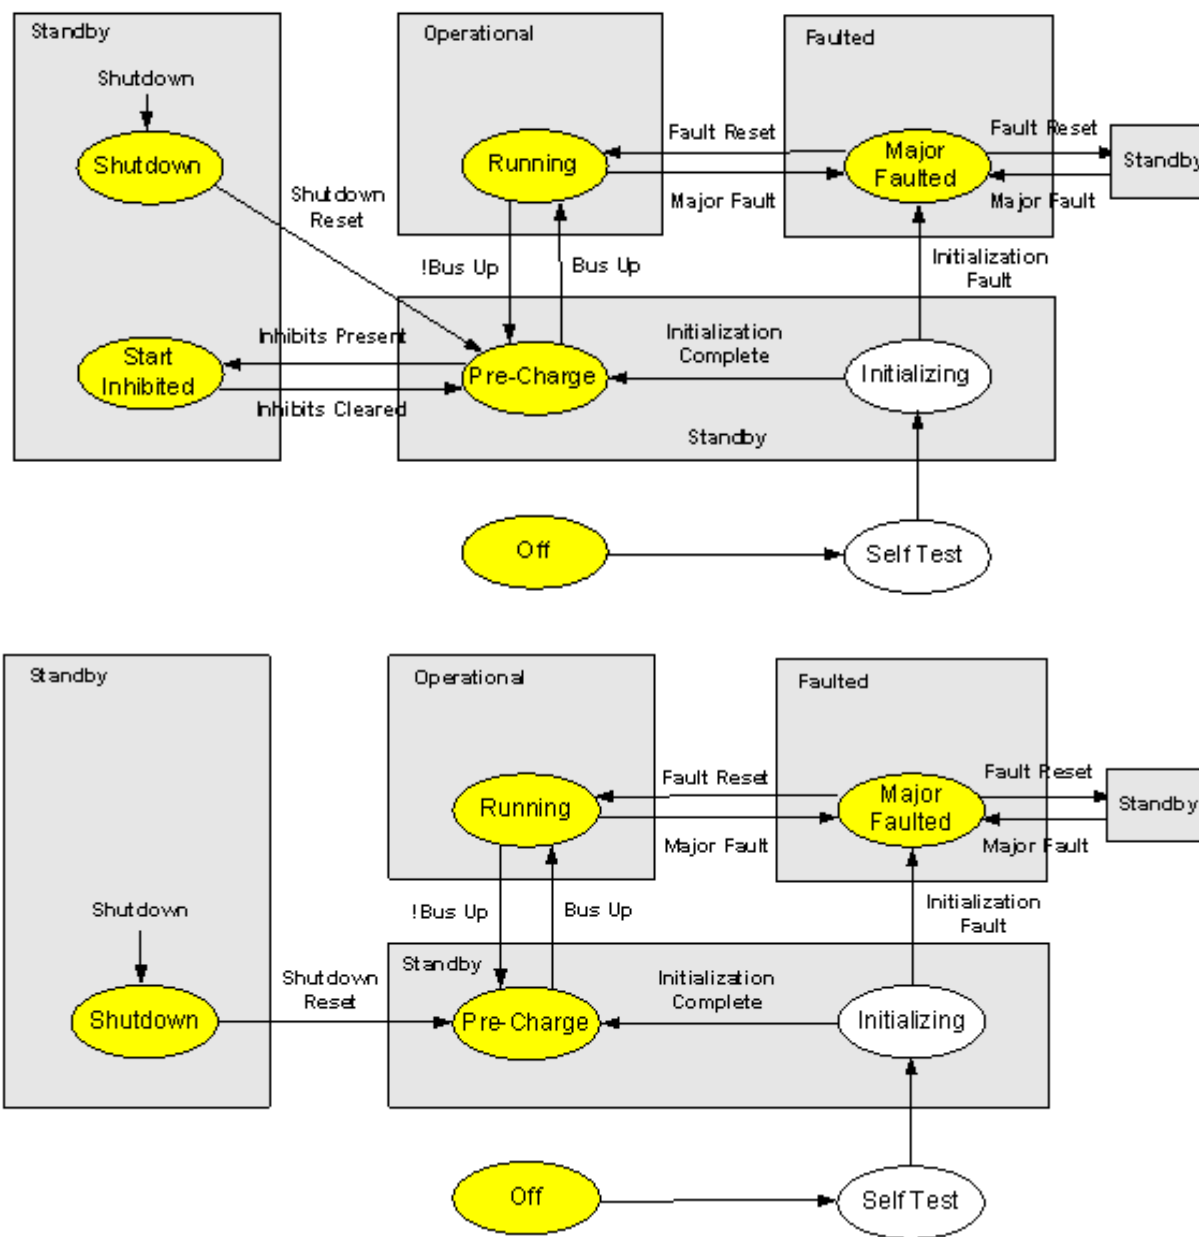 Standby
Operational
Faulted
Shutdown
Fault Reset
Fault Reset
Shutdown
Running
Major
Faulted
Standby
Shutdown
Reset
Major Fault
Major Fault
!Bus Up
Bus Up
Initialization
Fault
Inhibits Present
Initialization
Complete
Start
Inhibited
Pre-Charge
Initializing
Inhibits Cleared
Standby
Off
Self Test
Standby
Operational
Faulted
Fault Reset
Fault Reset
Running
Major
Faulted
Standby
Major Fault
Major Fault
Shutdown
!Bus Up
Bus Up
Initialization
Fault
Standby
Shutdown
Reset
Initialization
Complete
Shutdown
Pre-Charge
Initializing
Off
Self Test